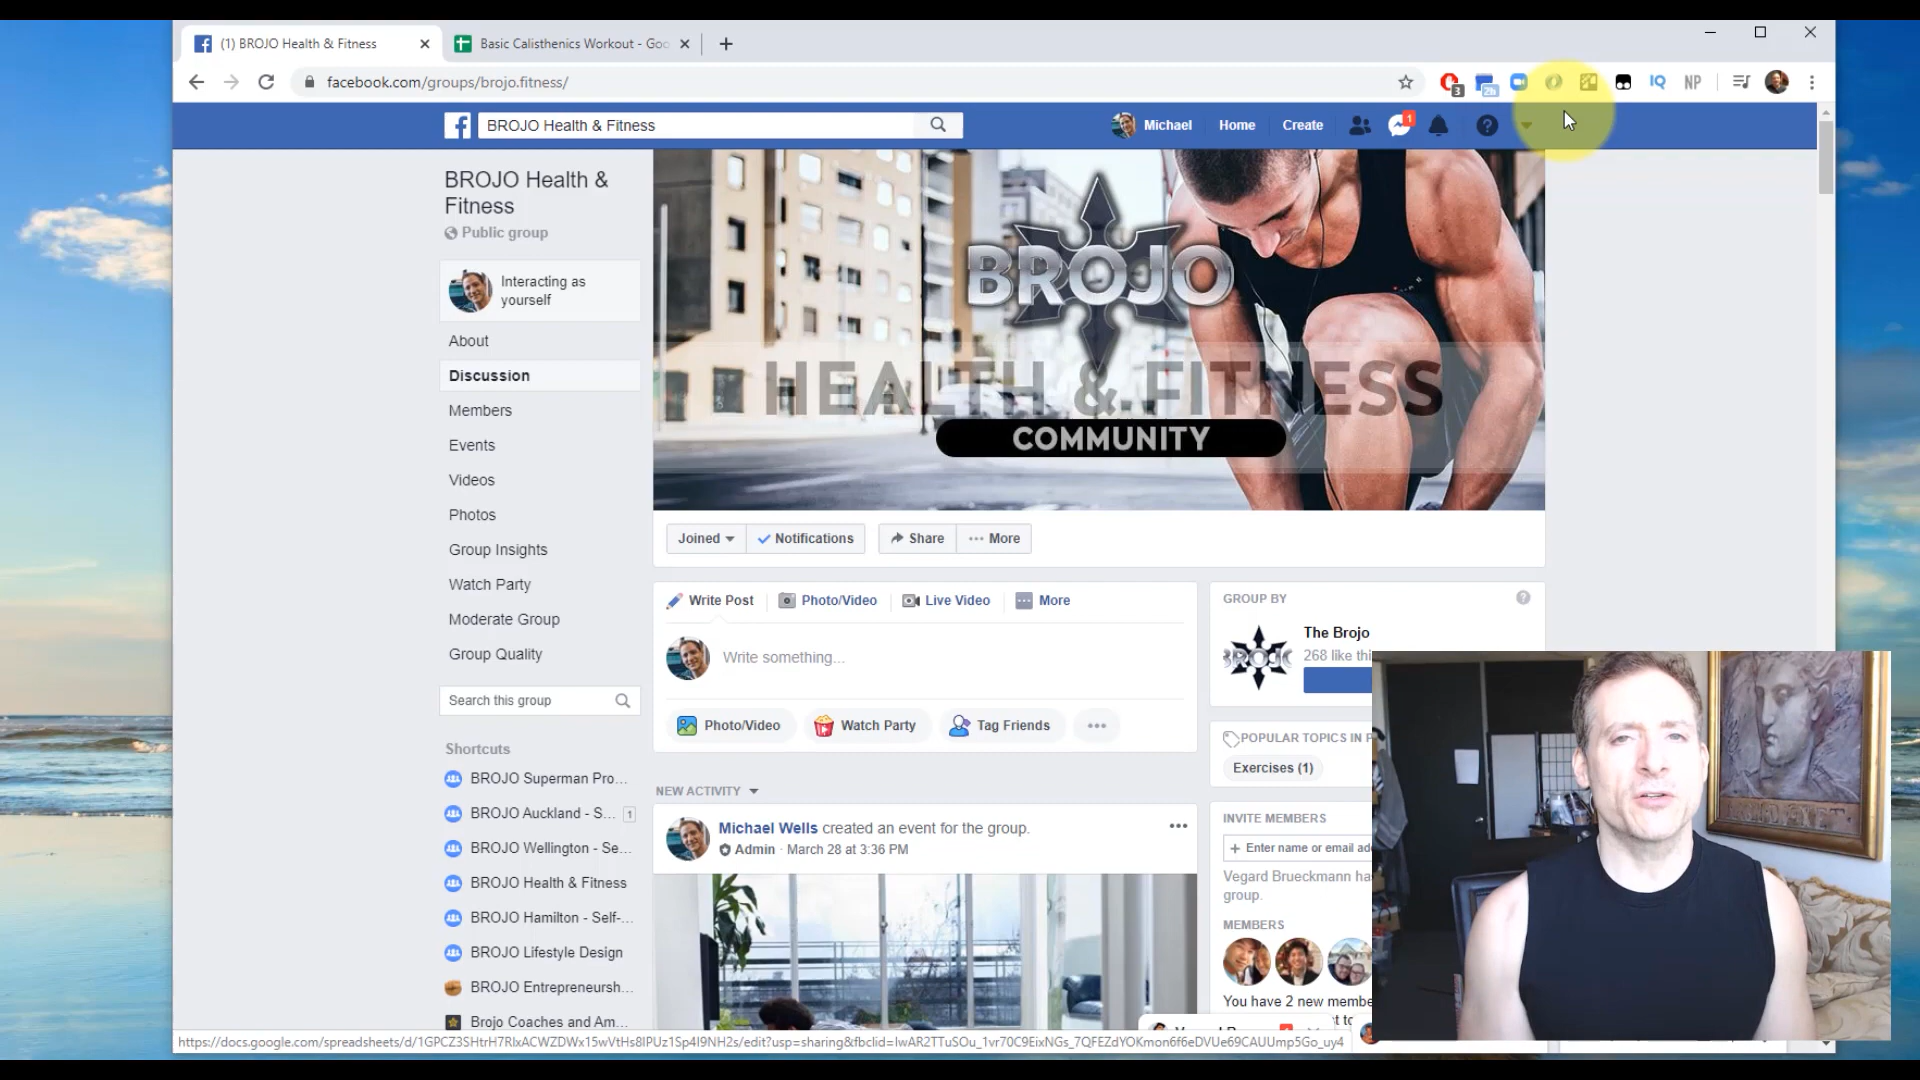 (1) BROJO Health & Fitness
Basic Calisthenics Workout - Goo
facebook.com/groups/brojo.fitness/
3
2h
IQ
NP
BROJO Health & Fitness
Michael
Home
Create
1
BROJO Health &
Fitness
Public group
Interacting as
yourself
About
Discussion
Members
Events
Videos
Photos
Group Insights
Watch Party
Moderate Group
Group Quality
Search this group
Shortcuts
BROJO Superman Pro...
BROJO Auckland - S... 1
BROJO Wellington - Se...
BROJO Health & Fitness
BROJO Hamilton - Self-...
BROJO Lifestyle Design
BROJO Entrepreneursh...
Brojo Coaches and Am...
BROJO
HEALTH & FITNESS
COMMUNITY
Joined
Notifications
Share
More
Write Post
Photo/Video
Live Video
More
Write something...
Photo/Video
Watch Party
Tag Friends
NEW ACTIVITY
Michael Wells created an event for the group.
Admin · March 28 at 3:36 PM
GROUP BY
BROJO
The Brojo
268 like thi
POPULAR TOPICS IN P
Exercises (1)
INVITE MEMBERS
+ Enter name or email ad
Vegard Brueckmann ha
group.
MEMBERS
You have 2 new membe